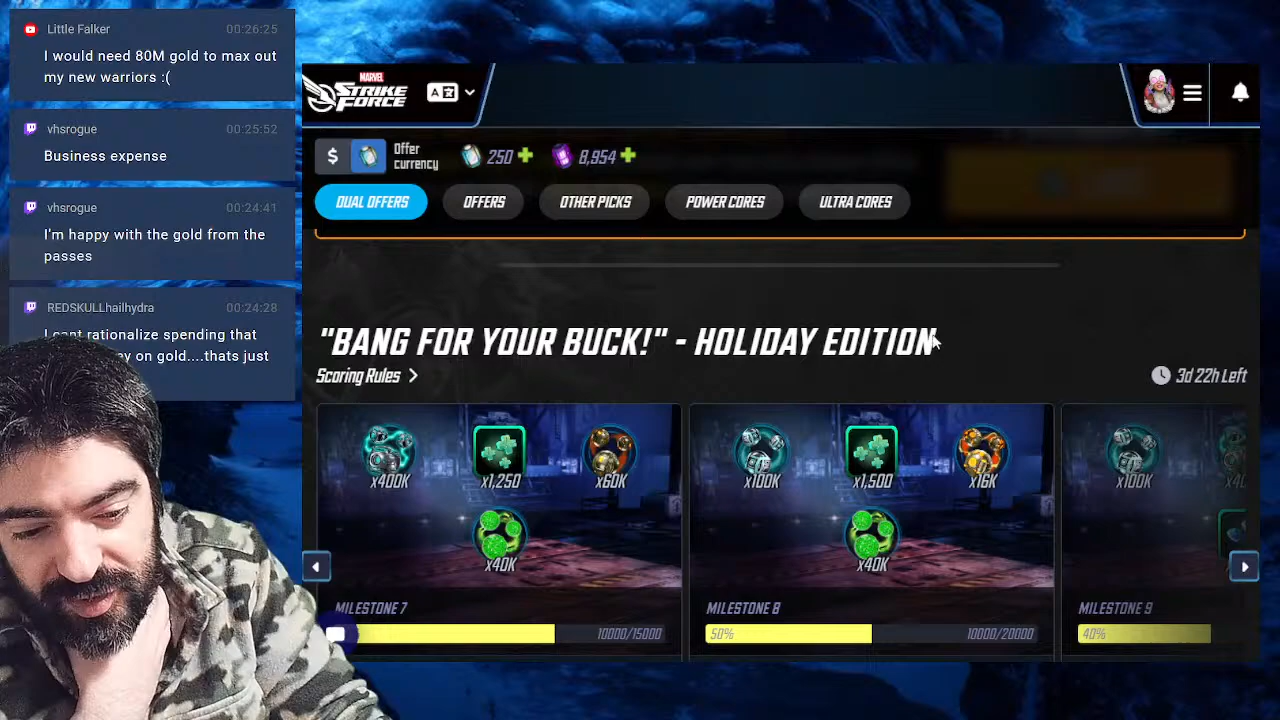 Little Falker 00:26:25
I would need 80M gold to max out
my new warriors :(
vhsrogue 00:25:52
Business expense
vhsrogue 00:24:41
I'm happy with the gold from the
passes
REDSKULLhailhydra 00:24:28
I cant rationalize spending that
on gold....thats just
MARVEL
STRIKE
FORCE
A
$ Offer
currency 250 8,954
DUAL OFFERS OFFERS OTHER PICKS POWER CORES ULTRA CORES
"BANG FOR YOUR BUCK!" - HOLIDAY EDITION
Scoring Rules 3d 22h Left
x400K x1,250 x60K x100K x1,500 x16K x100K
x40K x40K
MILESTONE 7 MILESTONE 8 MILESTONE 9
10000/15000 50% 10000/20000 40%